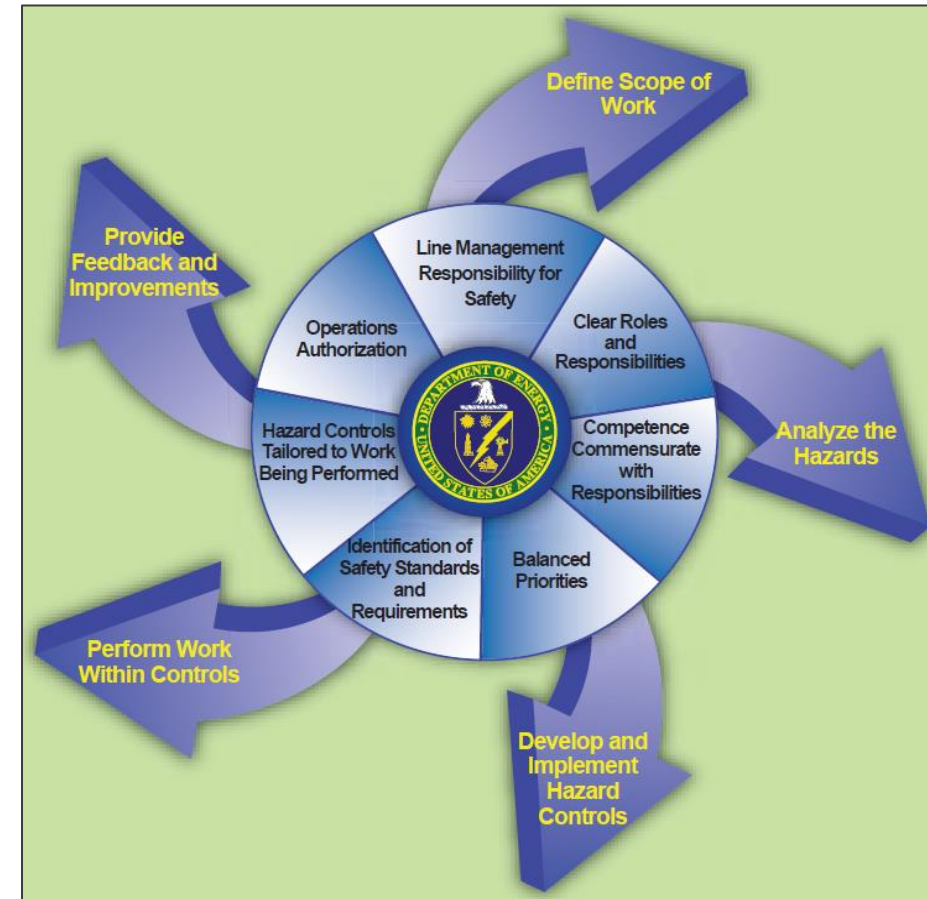 Define Scope of
Work
Analyze the
Hazards
Develop and
Implement
Hazard
Controls
Perform Work
Within Controls
Provide
Feedback and
Improvements
Line Management
Responsibility for
Safety
Clear Roles
and
Responsibilities
Competence
Commensurate
with
Responsibilities
Balanced
Priorities
Identification of
Safety Standards
and
Requirements
Hazard Controls
Tailored to Work
Being Performed
Operations
Authorization
DEPARTMENT OF ENERGY
UNITED STATES OF AMERICA